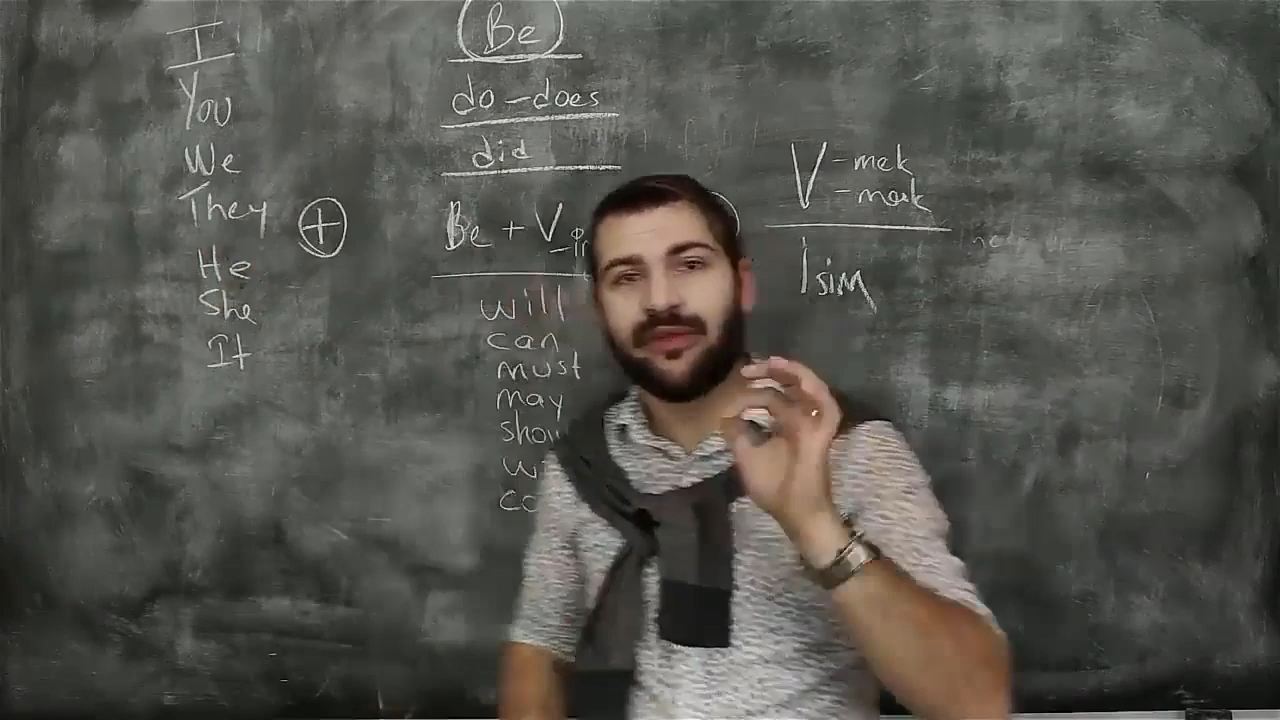 I
You
We
They
He
She
It
+
Be
do-does
did
Be + V
will
can
must
may
V -mek
-mak
İsim